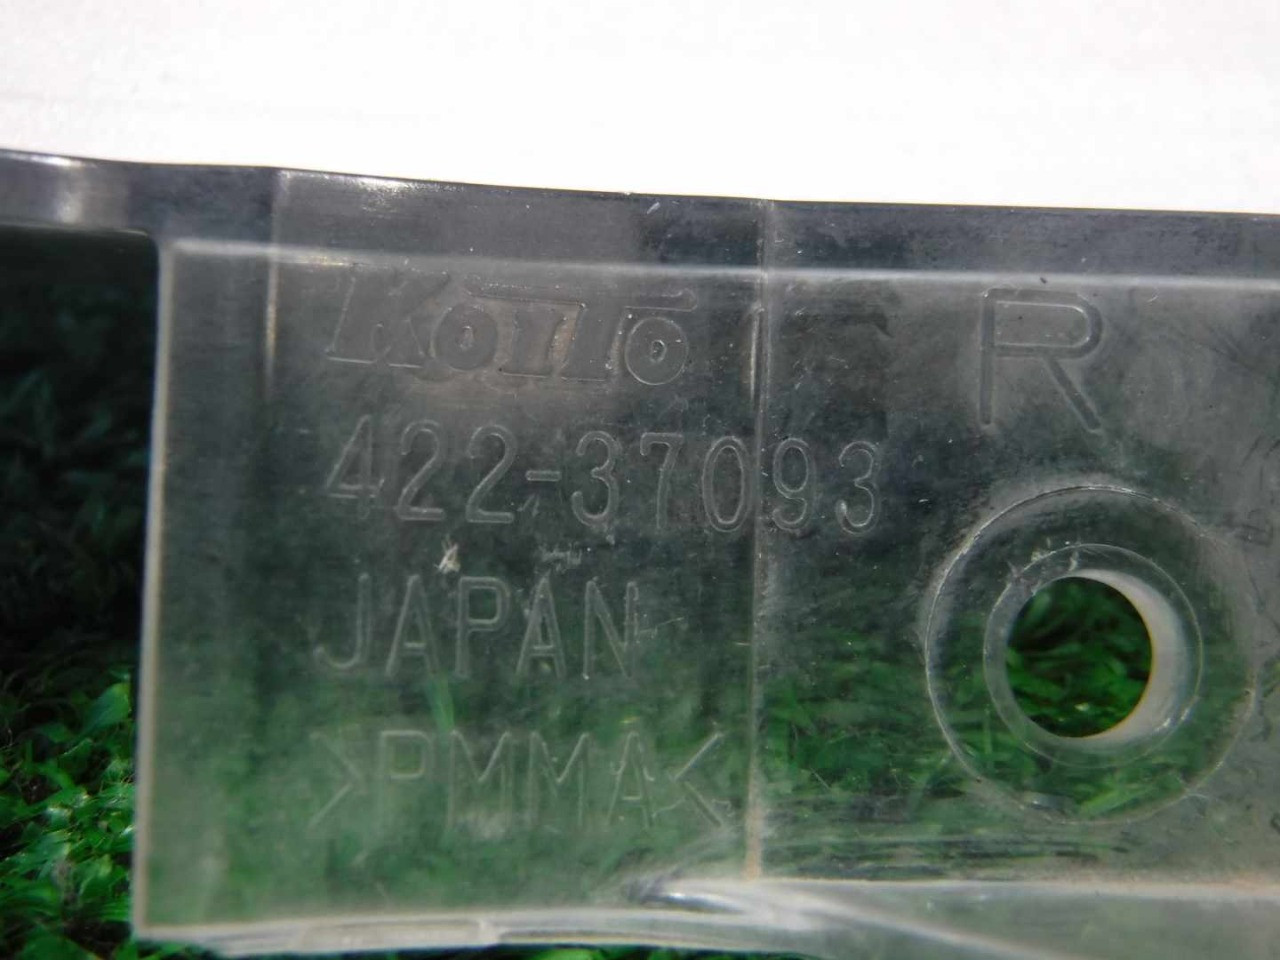 KOITO R
422-37093
JAPAN
>PMMA<